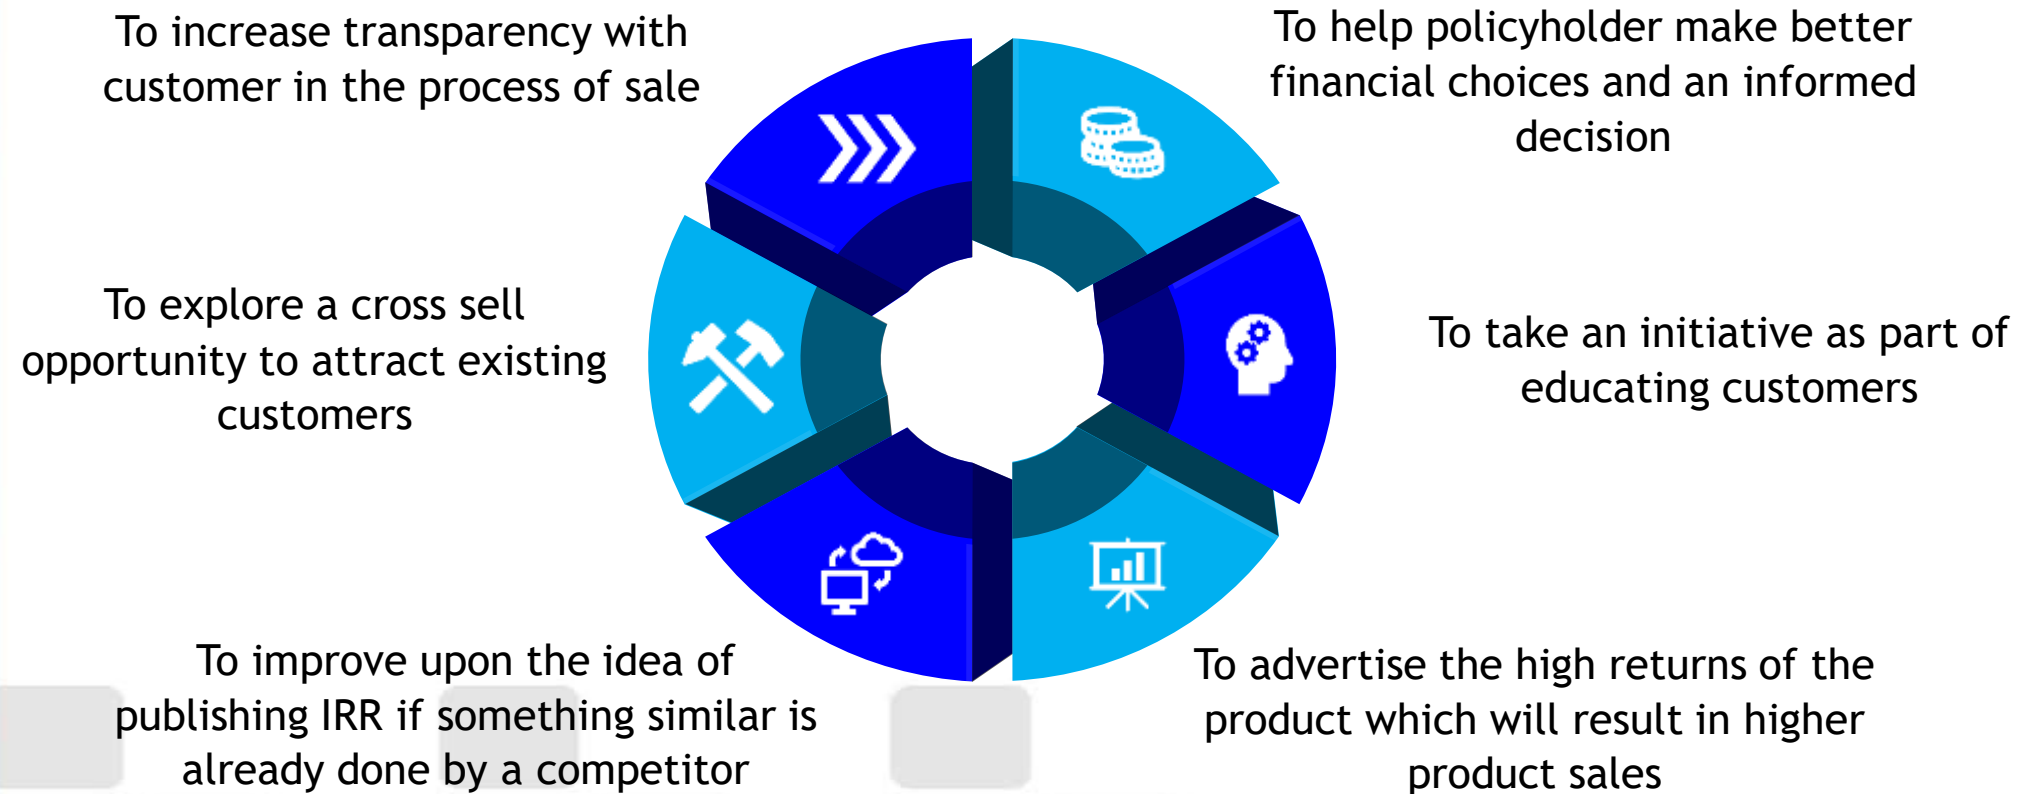 To increase transparency with
customer in the process of sale
To help policyholder make better
financial choices and an informed
decision
To explore a cross sell
opportunity to attract existing
customers
To take an initiative as part of
educating customers
To improve upon the idea of
publishing IRR if something similar is
already done by a competitor
To advertise the high returns of the
product which will result in higher
product sales